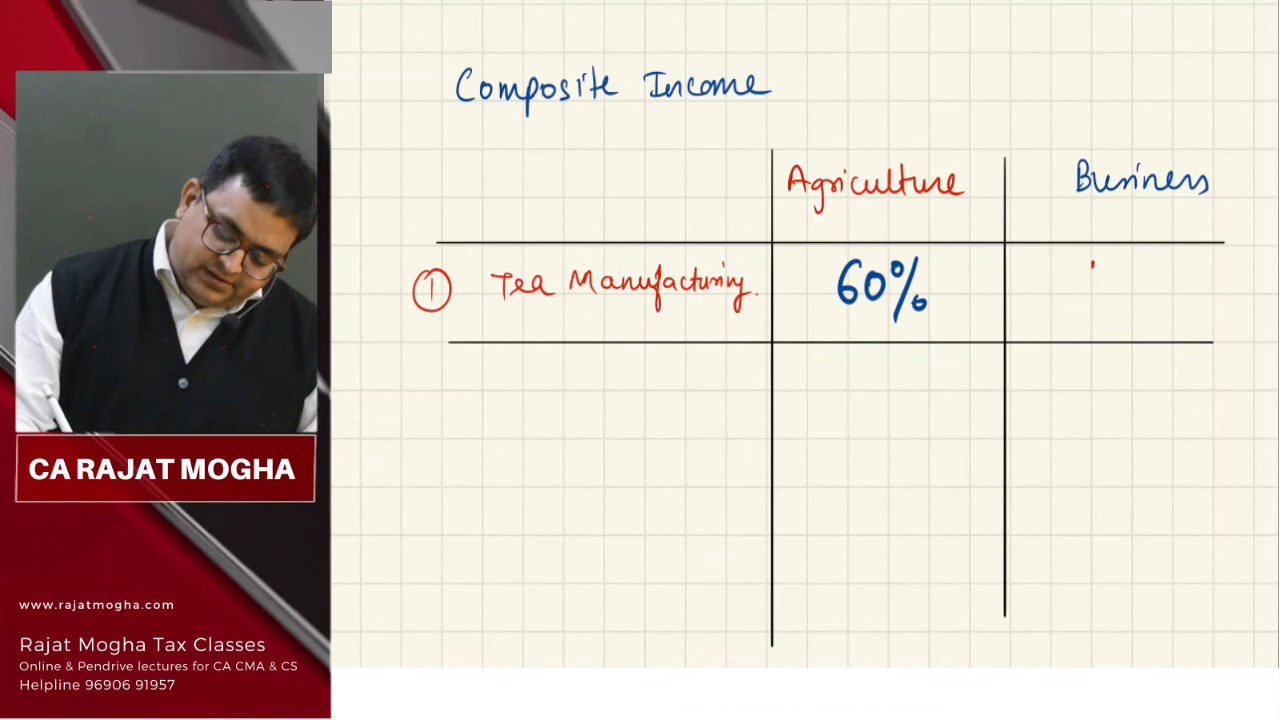 Composite Income
Agriculture Business
① Tea Manufacturing. 60%
CA RAJAT MOGHA
www.rajatmogha.com
Rajat Mogha Tax Classes
Online & Pendrive lectures for CA CMA & CS
Helpline 96906 91957